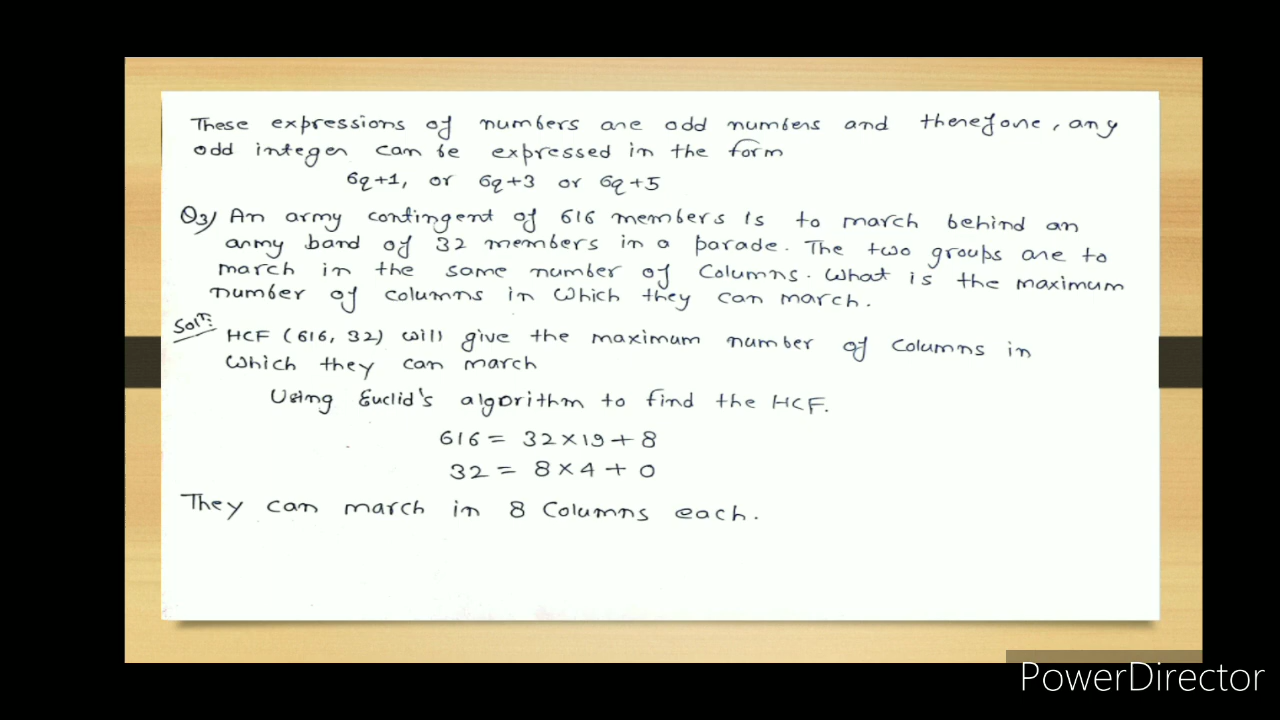 These expressions of numbers are odd numbers and therefore, any
odd integer can be expressed in the form
6q+1, or 6q+3 or 6q+5
Q3) An army contingent of 616 members is to march behind an
army band of 32 members in a parade. The two groups are to
march in the same number of columns. What is the maximum
number of columns in which they can march.
Solⁿ:
HCF (616, 32) will give the maximum number of columns in
which they can march
Using Euclid's algorithm to find the HCF.
616 = 32×19+8
32 = 8×4+0
They can march in 8 columns each.
PowerDirector